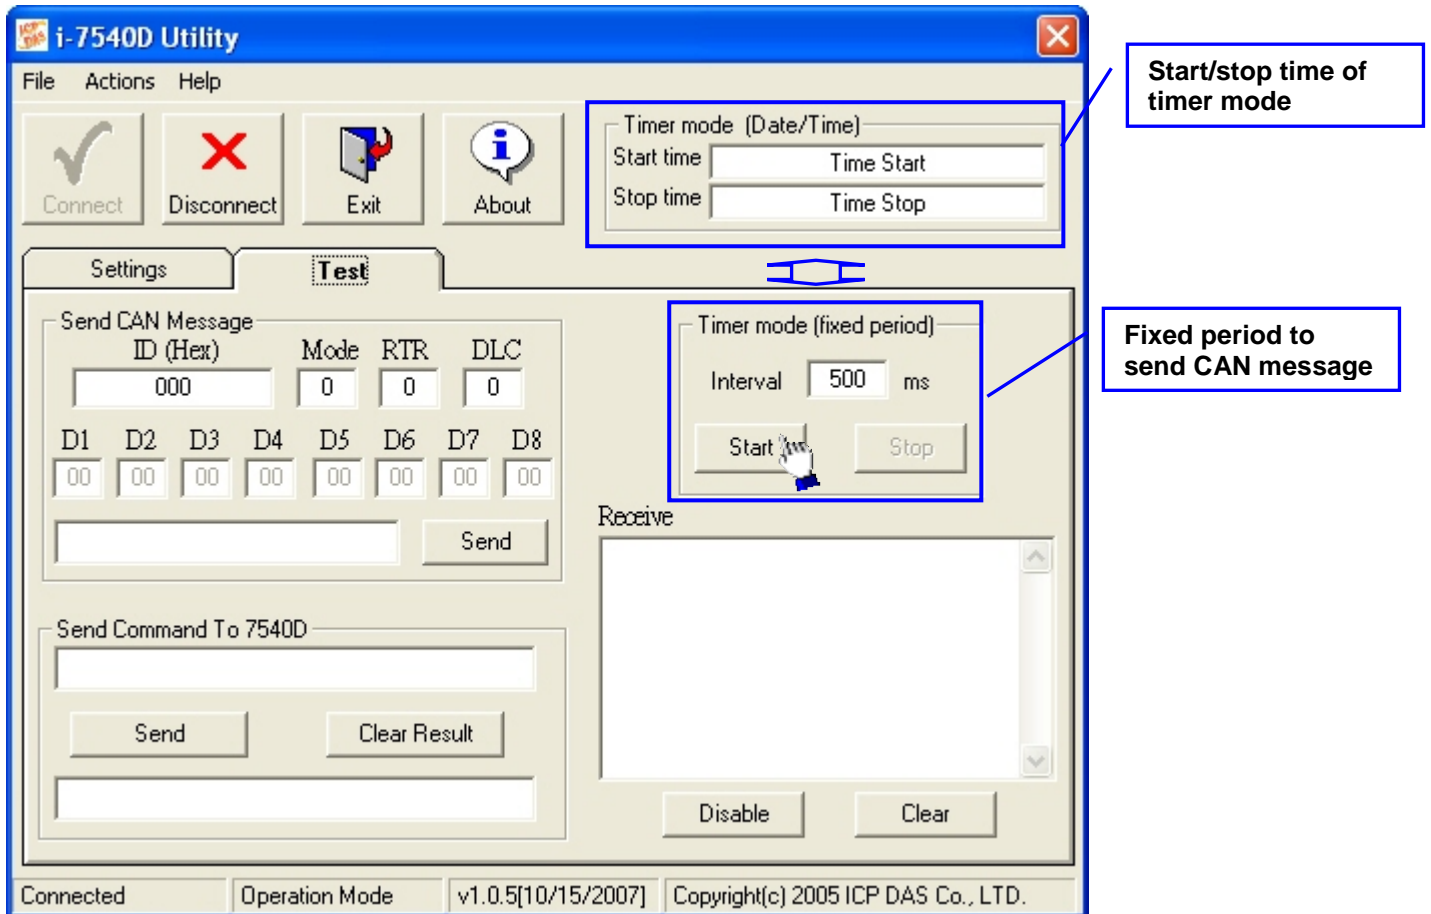 i-7540D Utility
File Actions Help
Connect
Disconnect
Exit
About
Timer mode (Date/Time)
Start time Time Start
Stop time Time Stop
Start/stop time of
timer mode
Settings
Test
Send CAN Message
ID (Hex) Mode RTR DLC
000 0 0 0
D1 D2 D3 D4 D5 D6 D7 D8
00 00 00 00 00 00 00 00
Send
Timer mode (fixed period)
Interval 500 ms
Start Stop
Fixed period to
send CAN message
Receive
Send Command To 7540D
Send Clear Result
Disable Clear
Connected Operation Mode v1.0.5[10/15/2007] Copyright(c) 2005 ICP DAS Co., LTD.